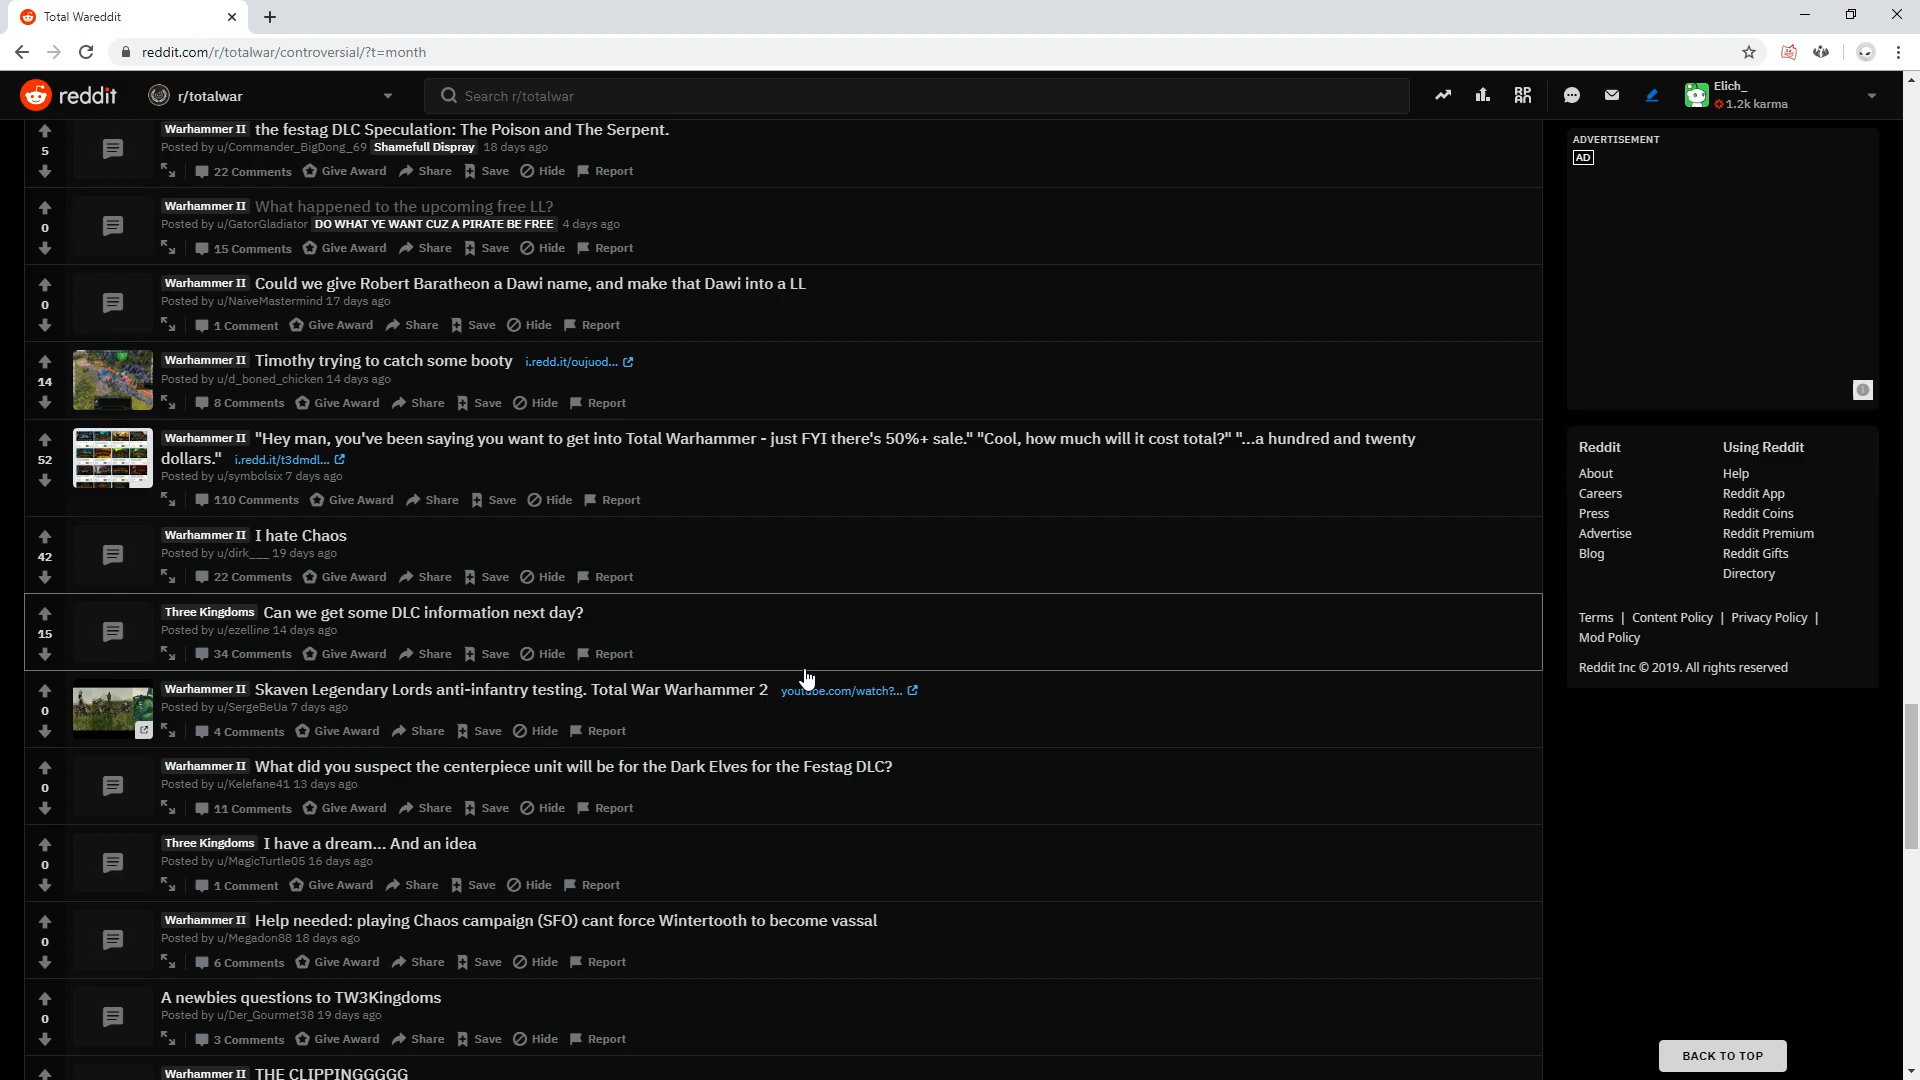 Total Wareddit
reddit.com/r/totalwar/controversial/?t=month
reddit r/totalwar Search r/totalwar Elich_
1.2k karma
5 Warhammer II the festag DLC Speculation: The Poison and The Serpent.
Posted by u/Commander_BigDong_69 Shamefull Dispray 18 days ago
22 Comments Give Award Share Save Hide Report
Warhammer II What happened to the upcoming free LL?
0 Posted by u/GatorGladiator DO WHAT YE WANT CUZ A PIRATE BE FREE 4 days ago
15 Comments Give Award Share Save Hide Report
Warhammer II Could we give Robert Baratheon a Dawi name, and make that Dawi into a LL
0 Posted by u/NaiveMastermind 17 days ago
1 Comment Give Award Share Save Hide Report
Warhammer II Timothy trying to catch some booty i.redd.it/oujuod...
14 Posted by u/d_boned_chicken 14 days ago
8 Comments Give Award Share Save Hide Report
Warhammer II "Hey man, you've been saying you want to get into Total Warhammer - just FYI there's 50%+ sale." "Cool, how much will it cost total?" "...a hundred and twenty
52 dollars." i.redd.it/t3dmdl...
Posted by u/symbolsix 7 days ago
110 Comments Give Award Share Save Hide Report
Warhammer II I hate Chaos
42 Posted by u/dirk___ 19 days ago
22 Comments Give Award Share Save Hide Report
Three Kingdoms Can we get some DLC information next day?
15 Posted by u/ezelline 14 days ago
34 Comments Give Award Share Save Hide Report
Warhammer II Skaven Legendary Lords anti-infantry testing. Total War Warhammer 2 youtube.com/watch?...
0 Posted by u/SergeBeUa 7 days ago
4 Comments Give Award Share Save Hide Report
Warhammer II What did you suspect the centerpiece unit will be for the Dark Elves for the Festag DLC?
0 Posted by u/Kelefane41 13 days ago
11 Comments Give Award Share Save Hide Report
Three Kingdoms I have a dream... And an idea
0 Posted by u/MagicTurtle05 16 days ago
1 Comment Give Award Share Save Hide Report
Warhammer II Help needed: playing Chaos campaign (SFO) cant force Wintertooth to become vassal
0 Posted by u/Megadon88 18 days ago
6 Comments Give Award Share Save Hide Report
A newbies questions to TW3Kingdoms
0 Posted by u/Der_Gourmet38 19 days ago
3 Comments Give Award Share Save Hide Report
Warhammer II THE CLIPPINGGGGG
ADVERTISEMENT
AD
Reddit Using Reddit
About Help
Careers Reddit App
Press Reddit Coins
Advertise Reddit Premium
Blog Reddit Gifts
Directory
Terms | Content Policy | Privacy Policy |
Mod Policy
Reddit Inc © 2019. All rights reserved
BACK TO TOP